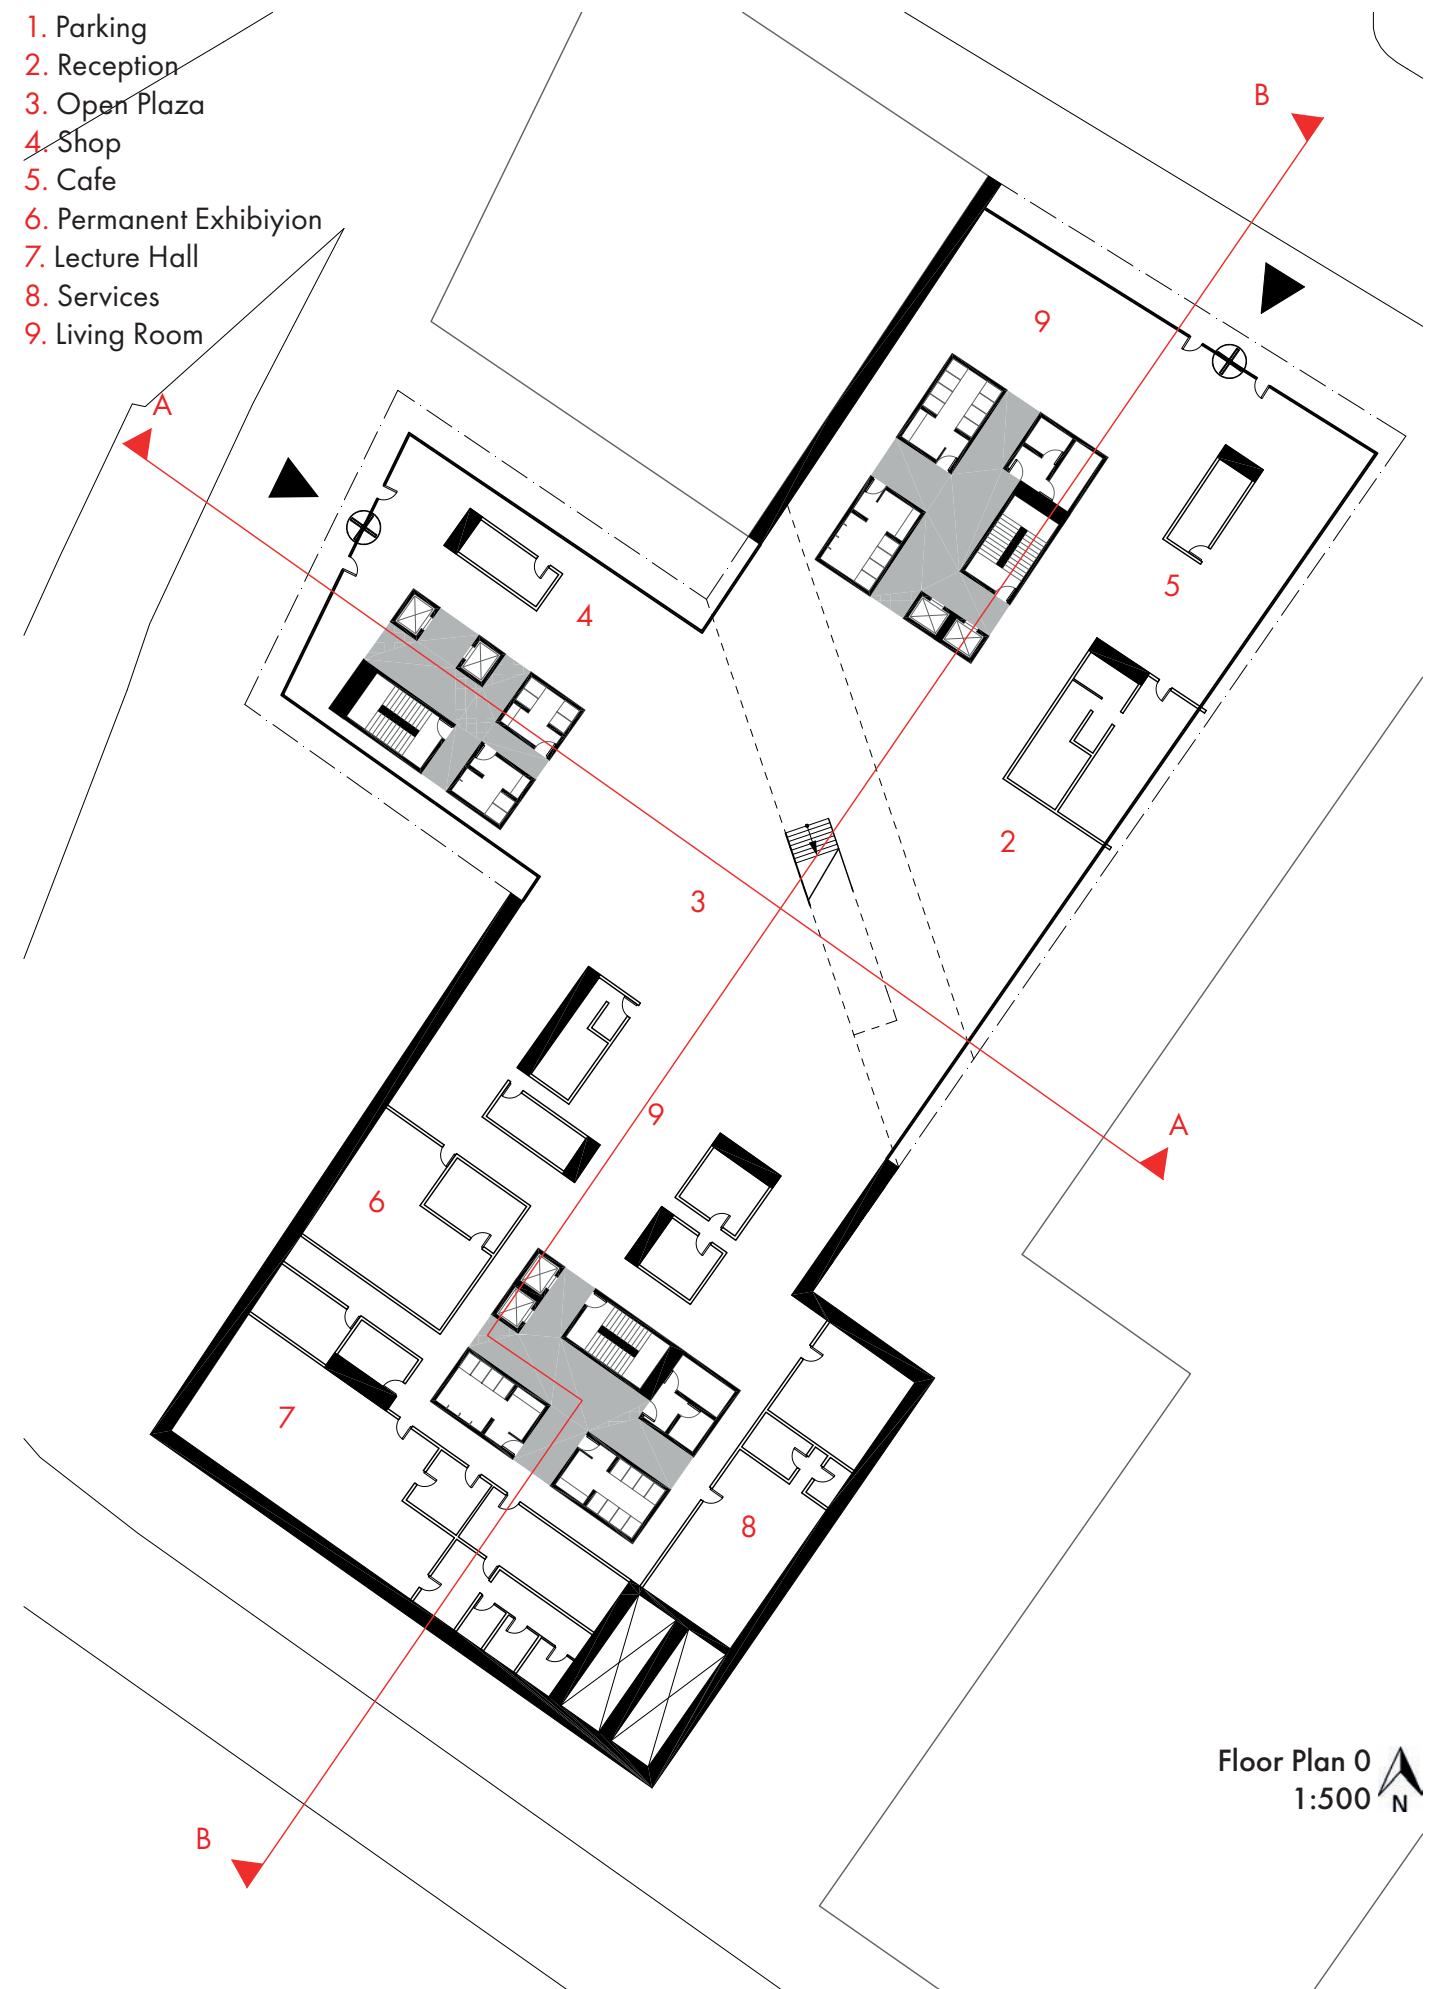 1. Parking
2. Reception
3. Open Plaza
4. Shop
5. Cafe
6. Permanent Exhibiyion
7. Lecture Hall
8. Services
9. Living Room
B
9
A
5
4
2
3
9
A
6
7
8
Floor Plan 0
1:500
N
B